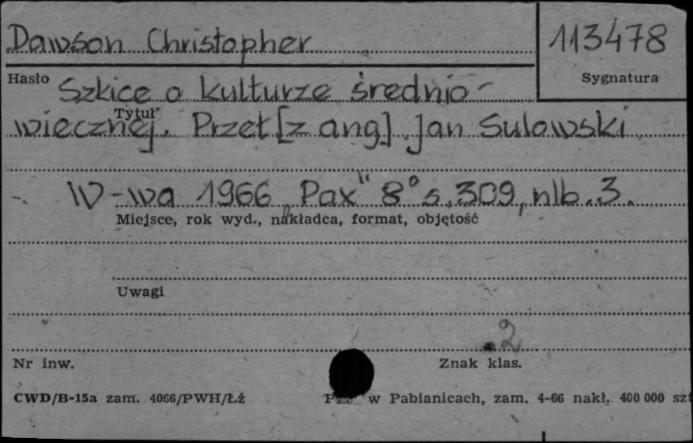 Dawson Christopher
113478
Hasło
Sygnatura
Szkice o kulturze średnio-
Tytuł
wiecznej. Przeł [z ang]. Jan Sulowski
W-wa 1966 „Pax" 8° s. 309, nlb. 3.
Miejsce, rok wyd., nakładca, format, objętość
Uwagi
2
Nr inw.
Znak klas.
CWD/B-15a zam. 4066/PWH/Łź
w Pabianicach, zam. 4-66 nakł. 400 000 szt